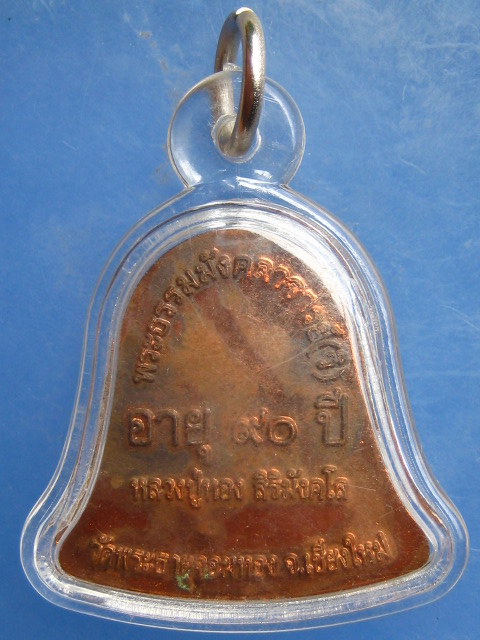 พระธรรมมังคลาจารย์(วิ)
อายุ ๙๐ ปี
หลวงปู่ทอง สิริมังคโล
วัดพระธาตุจอมทอง จ.เชียงใหม่